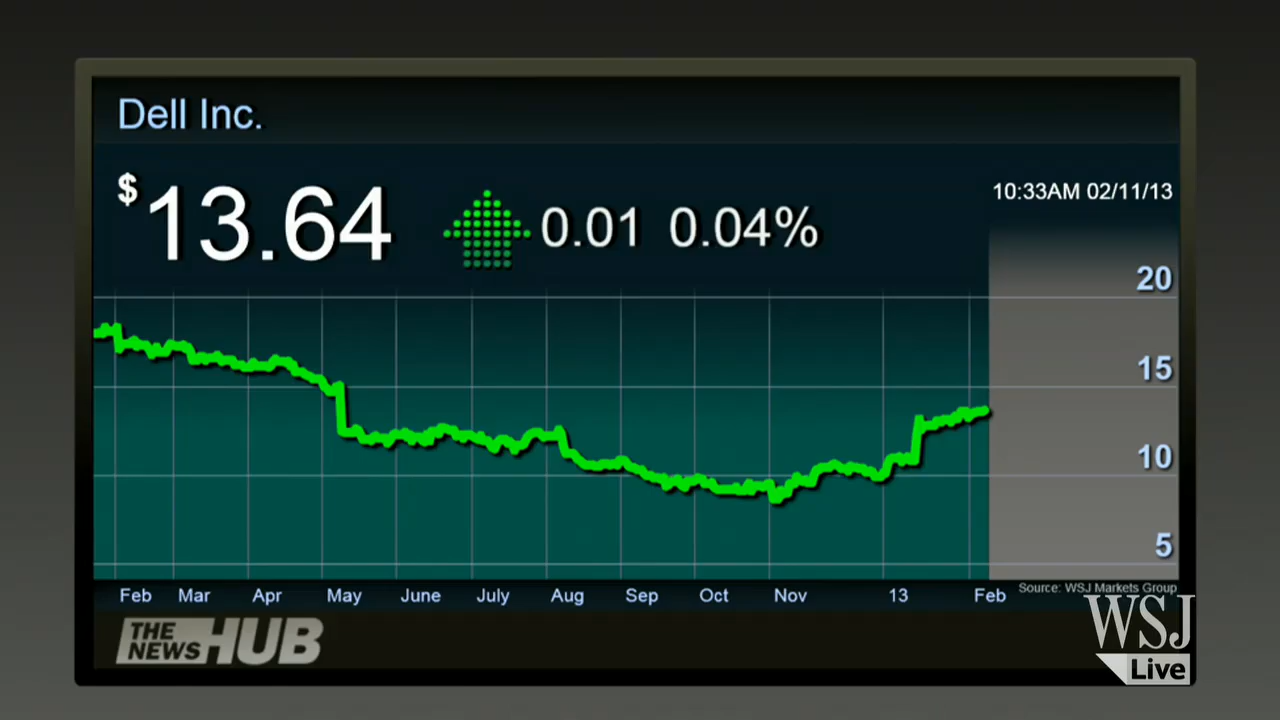 Dell Inc.
$13.64 0.01 0.04%
10:33AM 02/11/13
20
15
10
5
Feb Mar Apr May June July Aug Sep Oct Nov 13 Feb
Source: WSJ Markets Group
THE NEWS HUB
WSJ
Live